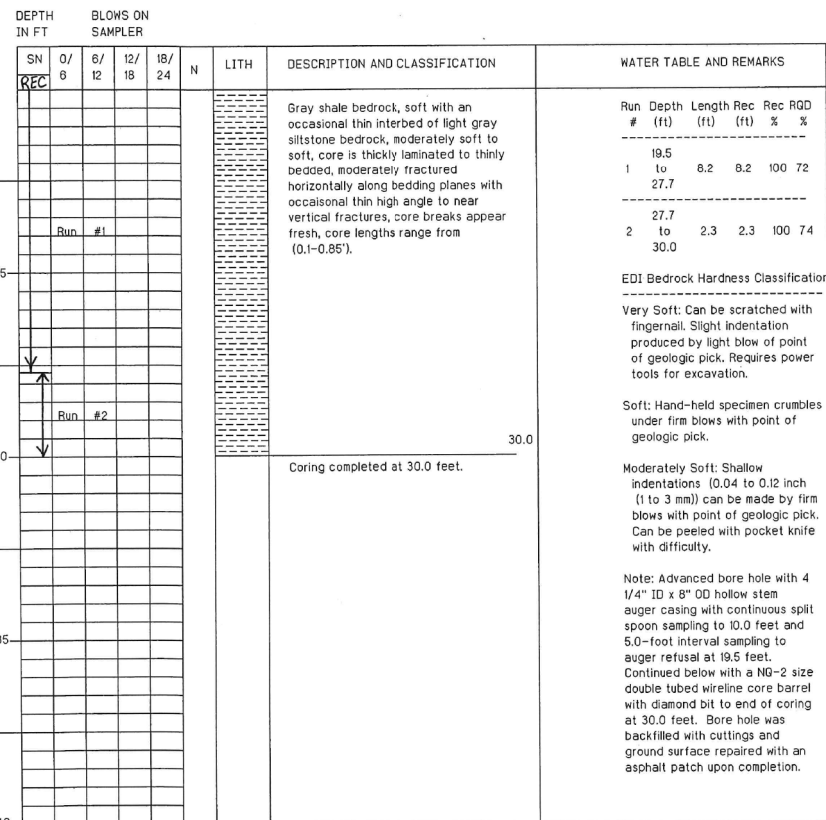 DEPTH
IN FT
BLOWS ON
SAMPLER
SN
REC
0/
6
6/
12
12/
18
18/
24
N
LITH
DESCRIPTION AND CLASSIFICATION
WATER TABLE AND REMARKS
Gray shale bedrock, soft with an
occasional thin interbed of light gray
siltstone bedrock, moderately soft to
soft, core is thickly laminated to thinly
bedded, moderately fractured
horizontally along bedding planes with
occaisonal thin high angle to near
vertical fractures, core breaks appear
fresh, core lengths range from
(0.1-0.85').
Run #1
5
Run #2
0
30.0
Coring completed at 30.0 feet.
35
Run Depth Length Rec Rec RQD
# (ft) (ft) (ft) % %
19.5
1 to 8.2 8.2 100 72
27.7
27.7
2 to 2.3 2.3 100 74
30.0
EDI Bedrock Hardness Classification
Very Soft: Can be scratched with
fingernail. Slight indentation
produced by light blow of point
of geologic pick. Requires power
tools for excavation.
Soft: Hand-held specimen crumbles
under firm blows with point of
geologic pick.
Moderately Soft: Shallow
indentations (0.04 to 0.12 inch
(1 to 3 mm)) can be made by firm
blows with point of geologic pick.
Can be peeled with pocket knife
with difficulty.
Note: Advanced bore hole with 4
1/4" ID x 8" OD hollow stem
auger casing with continuous split
spoon sampling to 10.0 feet and
5.0-foot interval sampling to
auger refusal at 19.5 feet.
Continued below with a NQ-2 size
double tubed wireline core barrel
with diamond bit to end of coring
at 30.0 feet. Bore hole was
backfilled with cuttings and
ground surface repaired with an
asphalt patch upon completion.